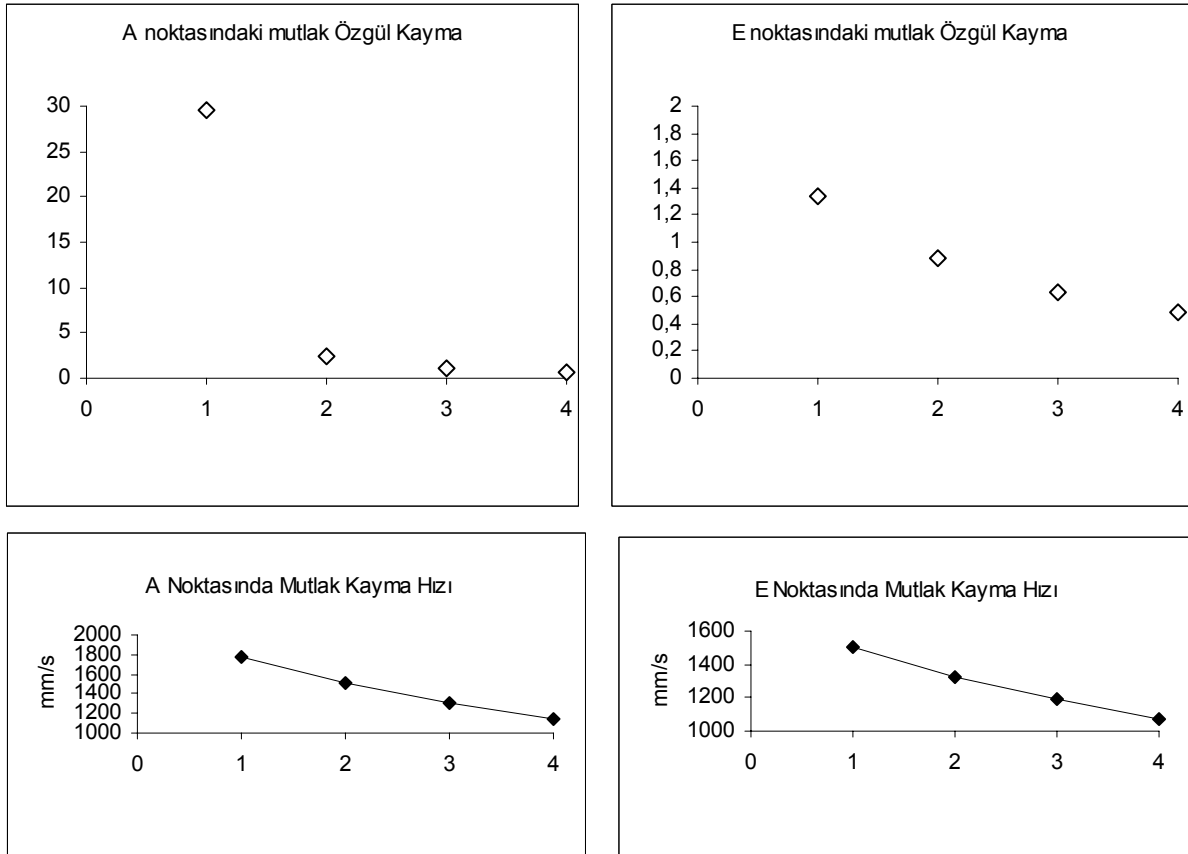 A noktasındaki mutlak Özgül Kayma
30
25
20
15
10
5
0
0 1 2 3 4
E noktasındaki mutlak Özgül Kayma
2
1,8
1,6
1,4
1,2
1
0,8
0,6
0,4
0,2
0
0 1 2 3 4
A Noktasında Mutlak Kayma Hızı
mm/s
2000
1800
1600
1400
1200
1000
0 1 2 3 4
E Noktasında Mutlak Kayma Hızı
mm/s
1600
1400
1200
1000
0 1 2 3 4